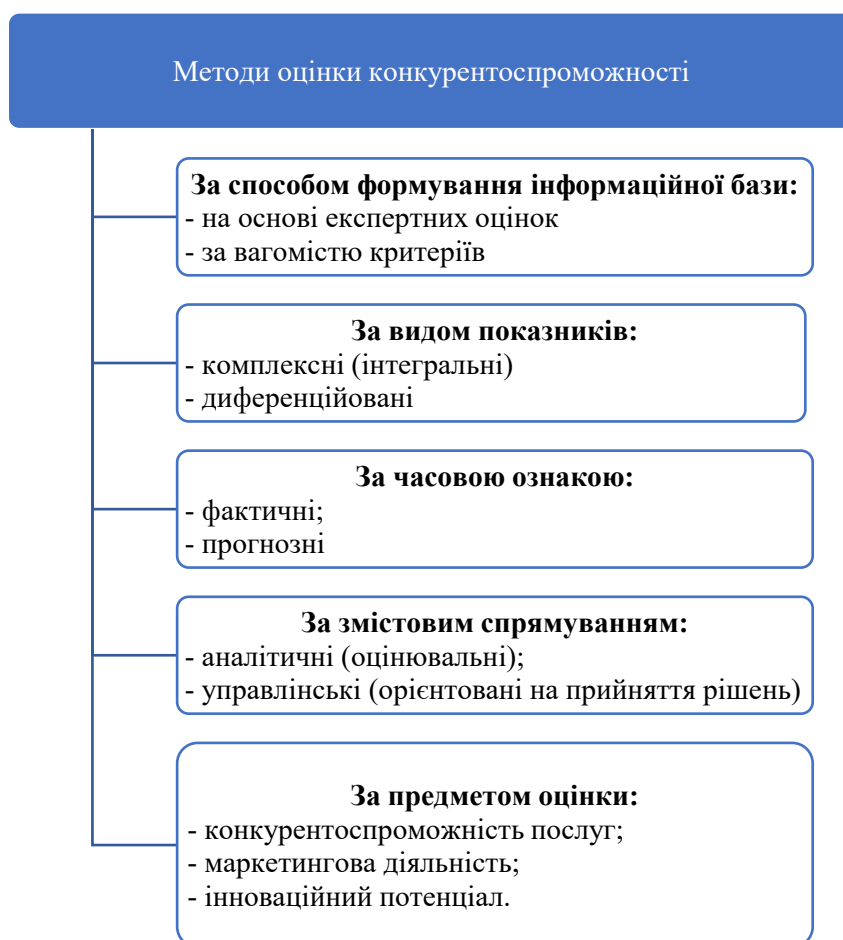 Методи оцінки конкурентоспроможності
За способом формування інформаційної бази:
- на основі експертних оцінок
- за вагомістю критеріїв
За видом показників:
- комплексні (інтегральні)
- диференційовані
За часовою ознакою:
- фактичні;
- прогнозні
За змістовим спрямуванням:
- аналітичні (оцінювальні);
- управлінські (орієнтовані на прийняття рішень)
За предметом оцінки:
- конкурентоспроможність послуг;
- маркетингова діяльність;
- інноваційний потенціал.